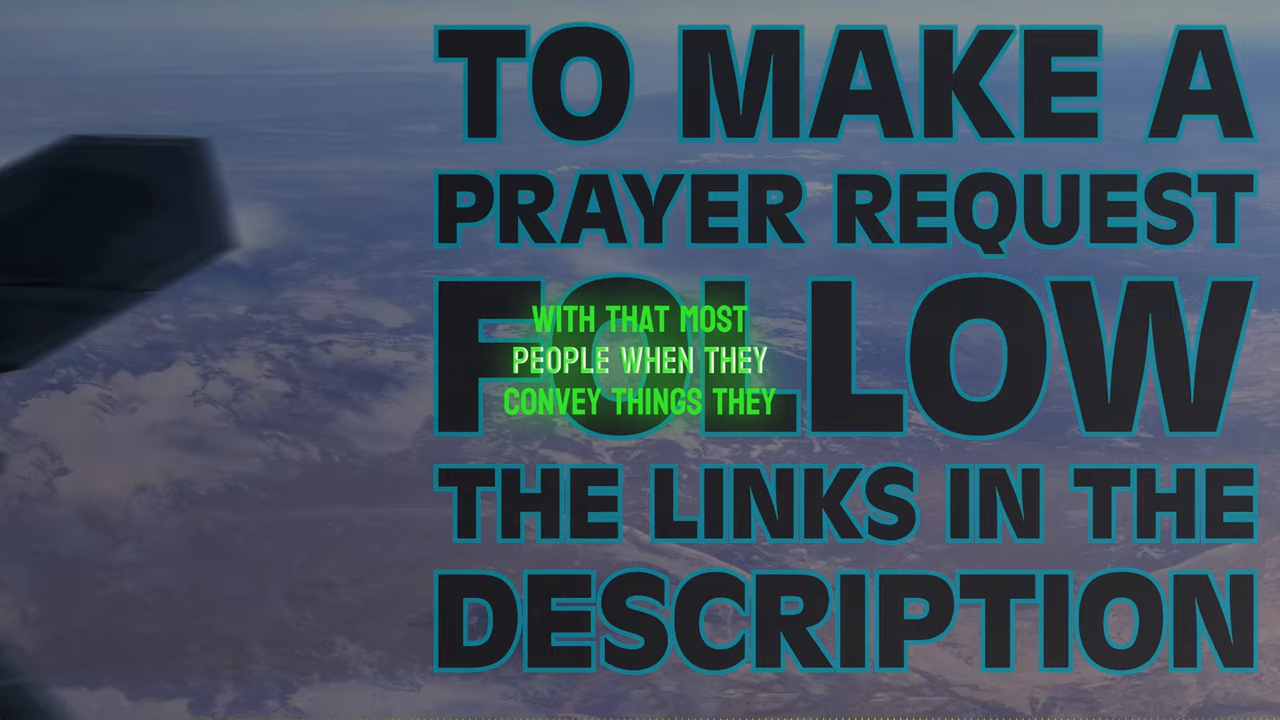 TO MAKE A
PRAYER REQUEST
FOLLOW
THE LINKS IN THE
DESCRIPTION
WITH THAT MOST
PEOPLE WHEN THEY
CONVEY THINGS THEY